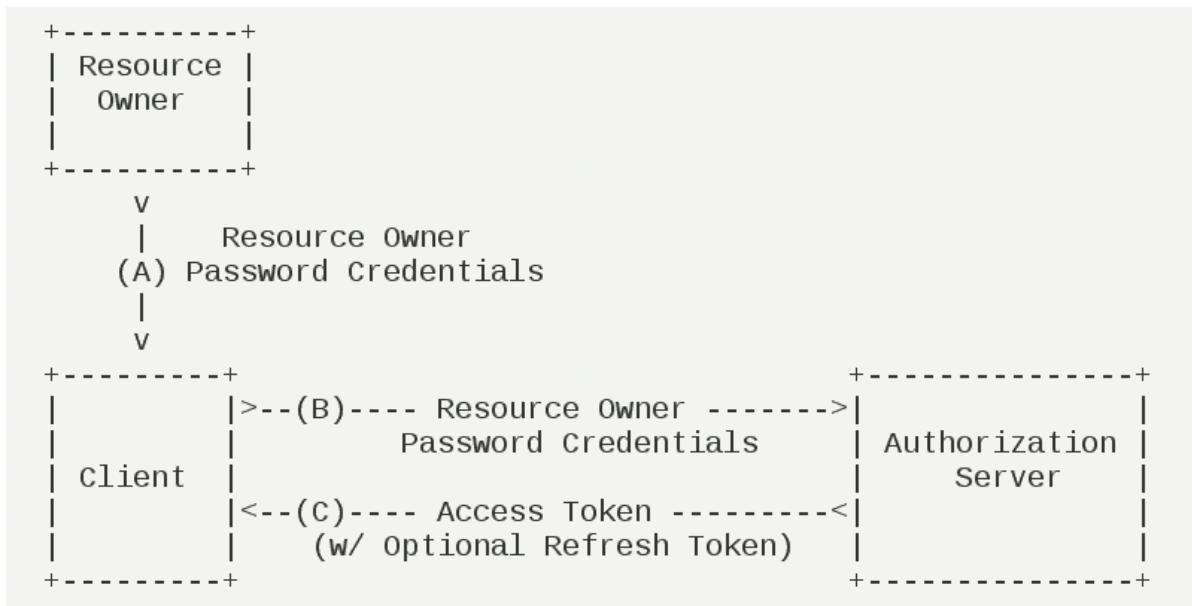 +----------+
| Resource |
|  Owner   |
|          |
+----------+
     v
     |    Resource Owner
    (A) Password Credentials
     |
     v
+---------+                                  +---------------+
|         |>--(B)---- Resource Owner ------->|               |
|         |         Password Credentials     | Authorization |
| Client  |                                  |     Server    |
|         |<--(C)---- Access Token ---------<|               |
|         |    (w/ Optional Refresh Token)   |               |
+---------+                                  +---------------+